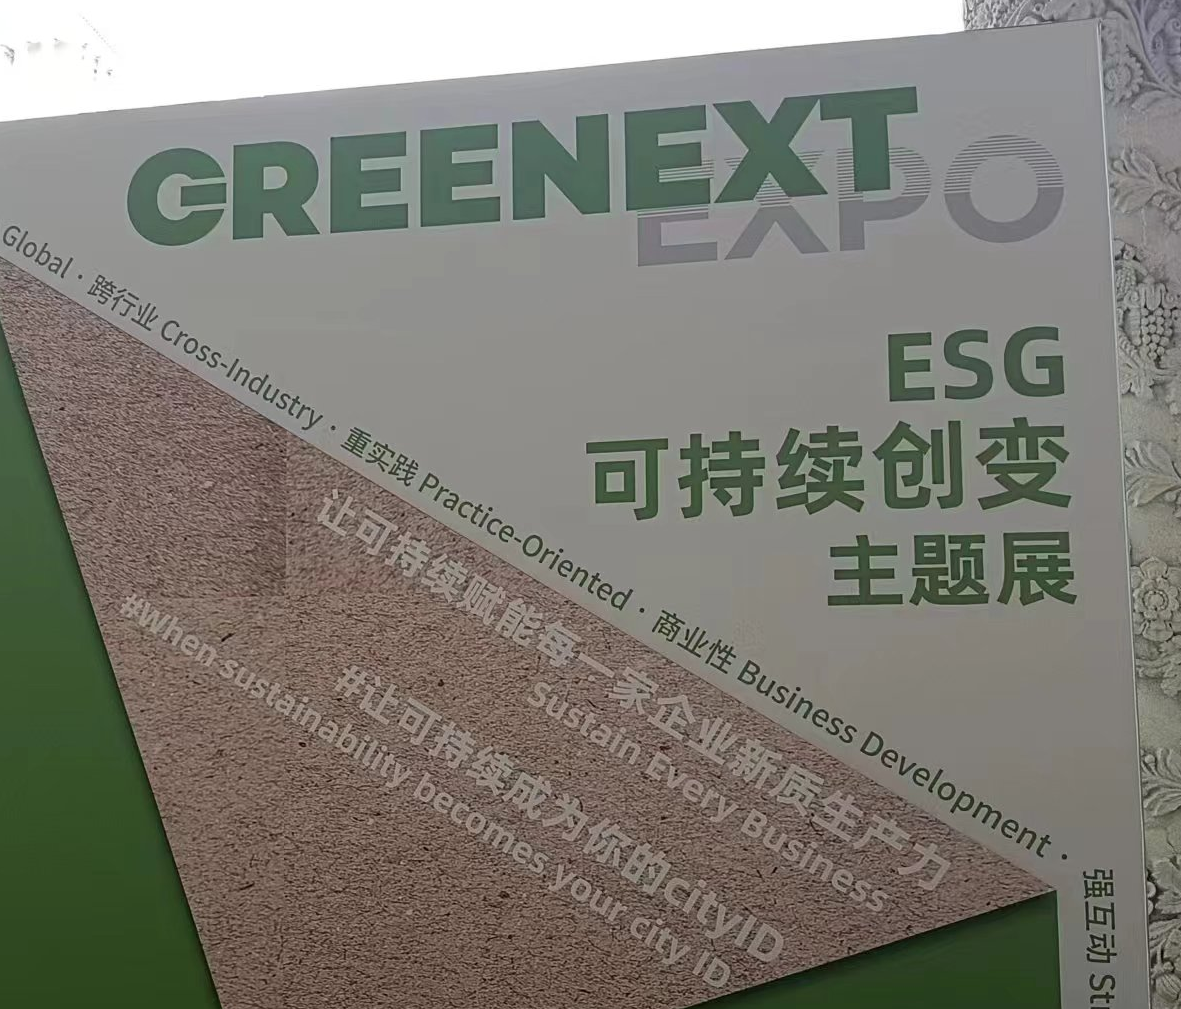 GREENEXT
EXPO
Global · 跨行业 Cross-Industry · 重实践 Practice-Oriented · 商业性 Business Development ·
强互动
ESG
可持续创变
主题展
让可持续赋能每一家企业新质生产力
Sustain Every Business
#让可持续成为你的cityID
#when sustainability becomes your city ID